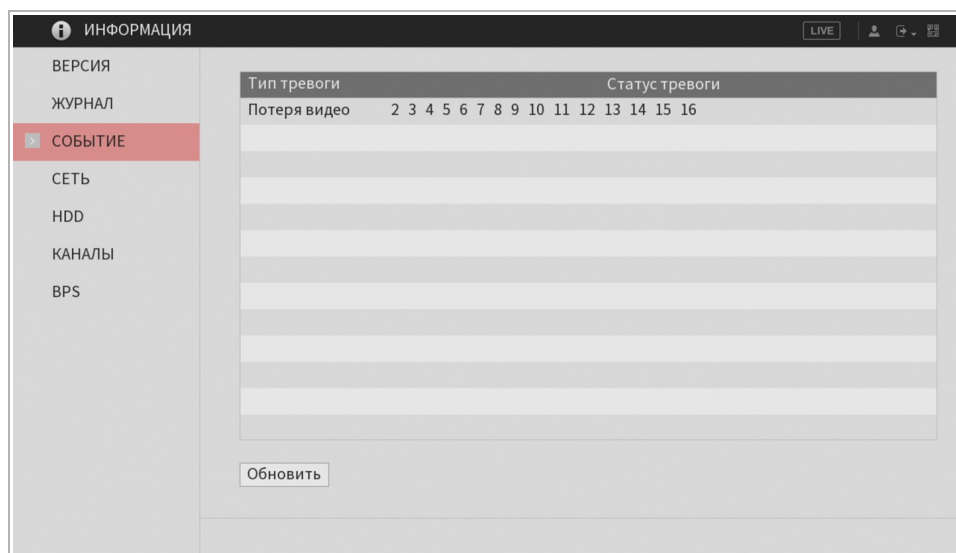 ИНФОРМАЦИЯ LIVE
ВЕРСИЯ
ЖУРНАЛ
СОБЫТИЕ
СЕТЬ
HDD
КАНАЛЫ
BPS
Тип тревоги Статус тревоги
Потеря видео 2 3 4 5 6 7 8 9 10 11 12 13 14 15 16
Обновить